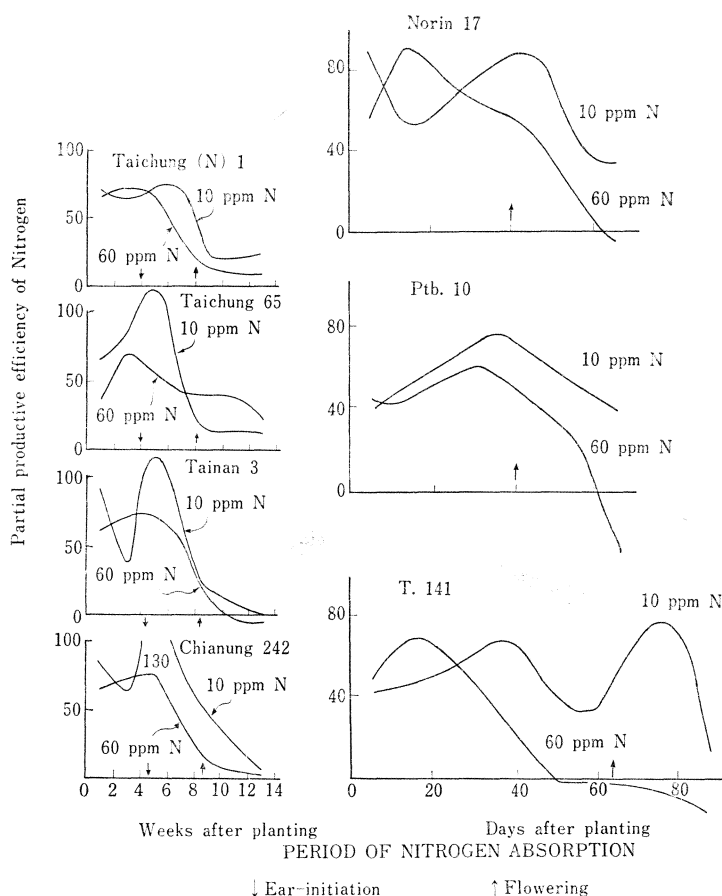 Norin 17
80
40
0
10 ppm N
60 ppm N
Partial productive efficiency of Nitrogen
100
50
0
Taichung (N) 1
10 ppm N
60 ppm N
100
50
0
Taichung 65
10 ppm N
60 ppm N
100
50
0
Tainan 3
10 ppm N
60 ppm N
100
50
0 2 4 6 8 10 12 14
Chianung 242
130
10 ppm N
60 ppm N
Weeks after planting
Ptb. 10
80
40
0
10 ppm N
60 ppm N
T. 141
80
40
0 20 40 60 80
10 ppm N
60 ppm N
Days after planting
PERIOD OF NITROGEN ABSORPTION
↓ Ear-initiation ↑ Flowering